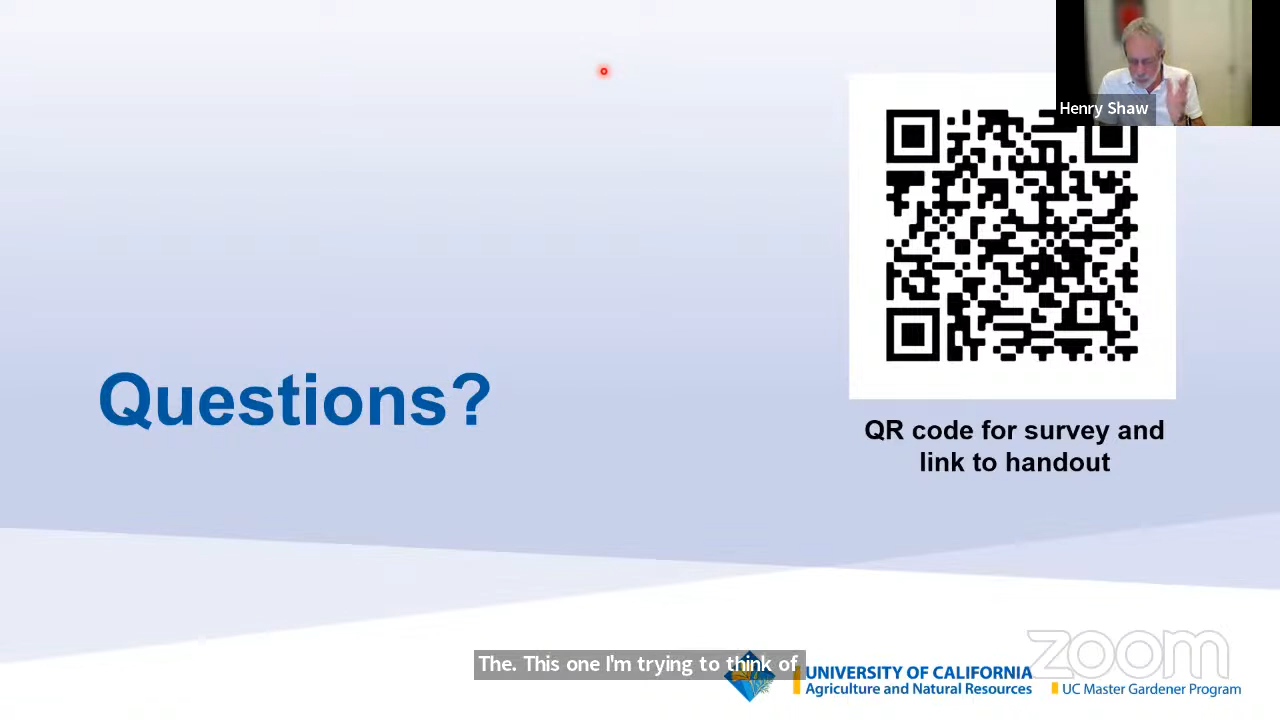 Henry Shaw
Questions?
QR code for survey and
link to handout
The. This one I'm trying to think of
zoom
UNIVERSITY OF CALIFORNIA
Agriculture and Natural Resources
UC Master Gardener Program